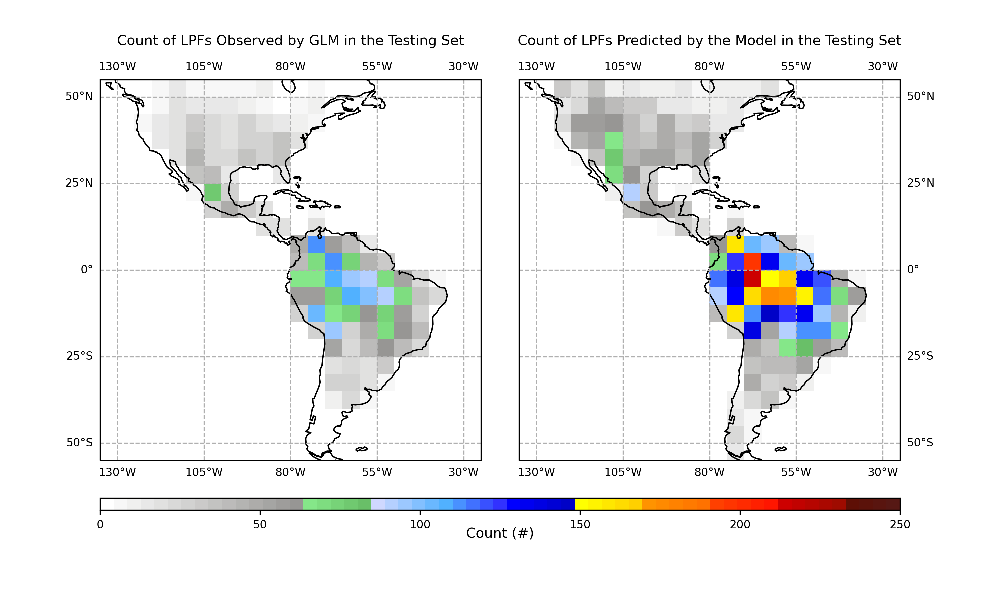 Count of LPFs Observed by GLM in the Testing Set
Count of LPFs Predicted by the Model in the Testing Set
130°W 105°W 80°W 55°W 30°W
130°W 105°W 80°W 55°W 30°W
50°N
50°N
25°N
25°N
0°
0°
25°S
25°S
50°S
50°S
130°W 105°W 80°W 55°W 30°W
130°W 105°W 80°W 55°W 30°W
0 50 100 150 200 250
Count (#)